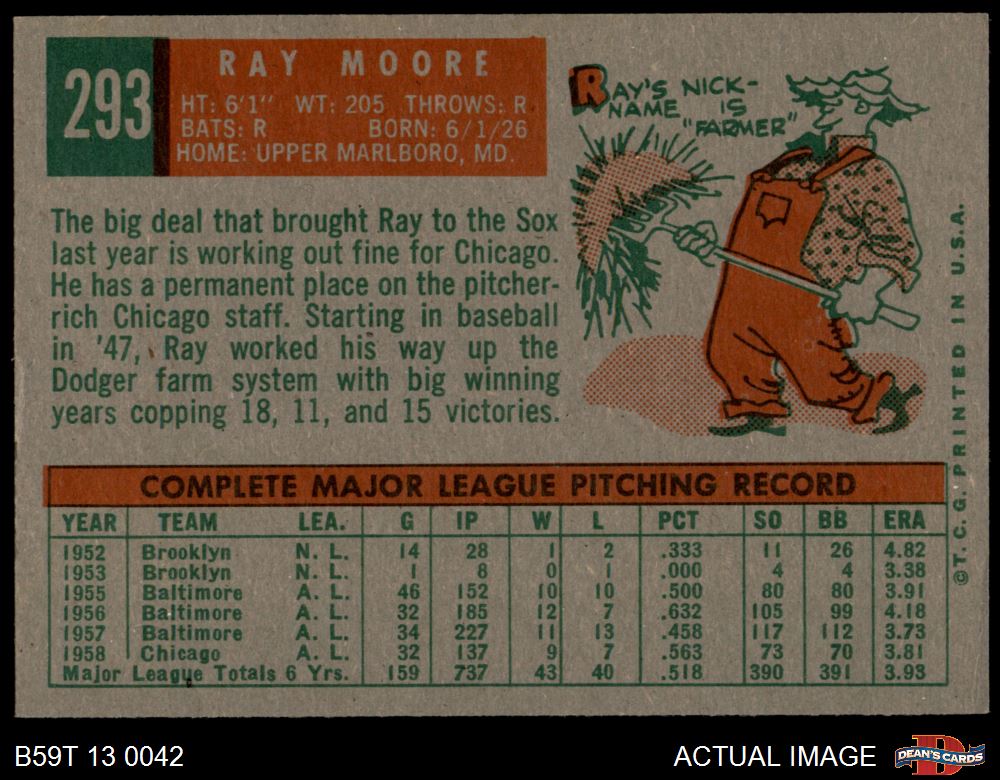 293
RAY MOORE
HT: 6'1" WT: 205 THROWS: R
BATS: R BORN: 6/1/26
HOME: UPPER MARLBORO, MD.
RAY'S NICK-
NAME IS
"FARMER"
The big deal that brought Ray to the Sox
last year is working out fine for Chicago.
He has a permanent place on the pitcher-
rich Chicago staff. Starting in baseball
in '47, Ray worked his way up the
Dodger farm system with big winning
years copping 18, 11, and 15 victories.
COMPLETE MAJOR LEAGUE PITCHING RECORD
YEAR TEAM LEA. G IP W L PCT SO BB ERA
1952 Brooklyn N. L. 14 28 1 2 .333 11 26 4.82
1953 Brooklyn N. L. 1 8 0 1 .000 4 4 3.38
1955 Baltimore A. L. 46 152 10 10 .500 80 80 3.91
1956 Baltimore A. L. 32 185 12 7 .632 105 99 4.18
1957 Baltimore A. L. 34 227 11 13 .458 117 112 3.73
1958 Chicago A. L. 32 137 9 7 .563 73 70 3.81
Major League Totals 6 Yrs. 159 737 43 40 .518 390 391 3.93
©T. C. G. PRINTED IN U.S.A.
B59T 13 0042
ACTUAL IMAGE
D
DEAN'S CARDS